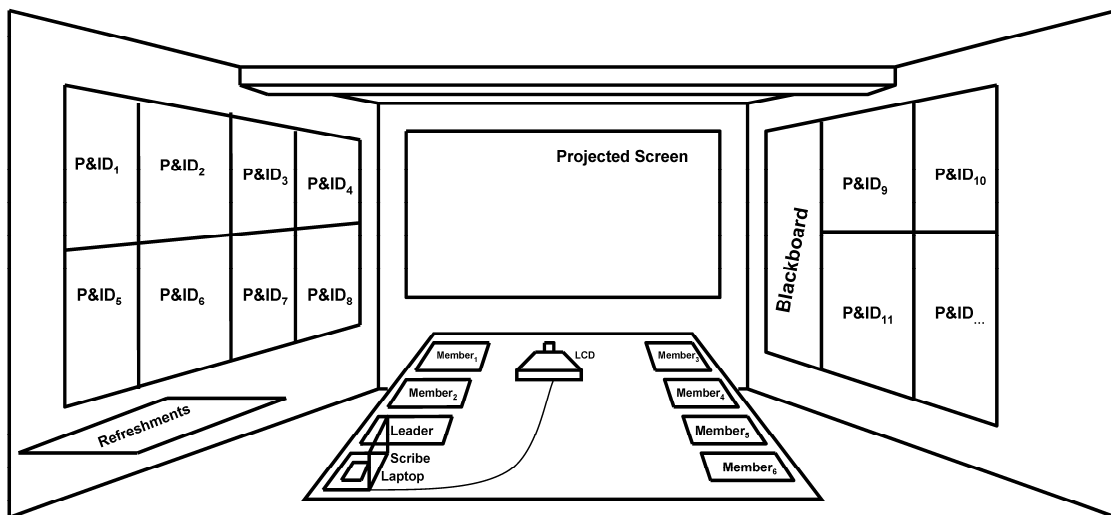 P&ID1
P&ID2
P&ID3
P&ID4
P&ID5
P&ID6
P&ID7
P&ID8
Refreshments
Projected Screen
Blackboard
P&ID9
P&ID10
P&ID11
P&ID...
LCD
Member1
Member2
Leader
Scribe
Laptop
Member3
Member4
Member5
Member6